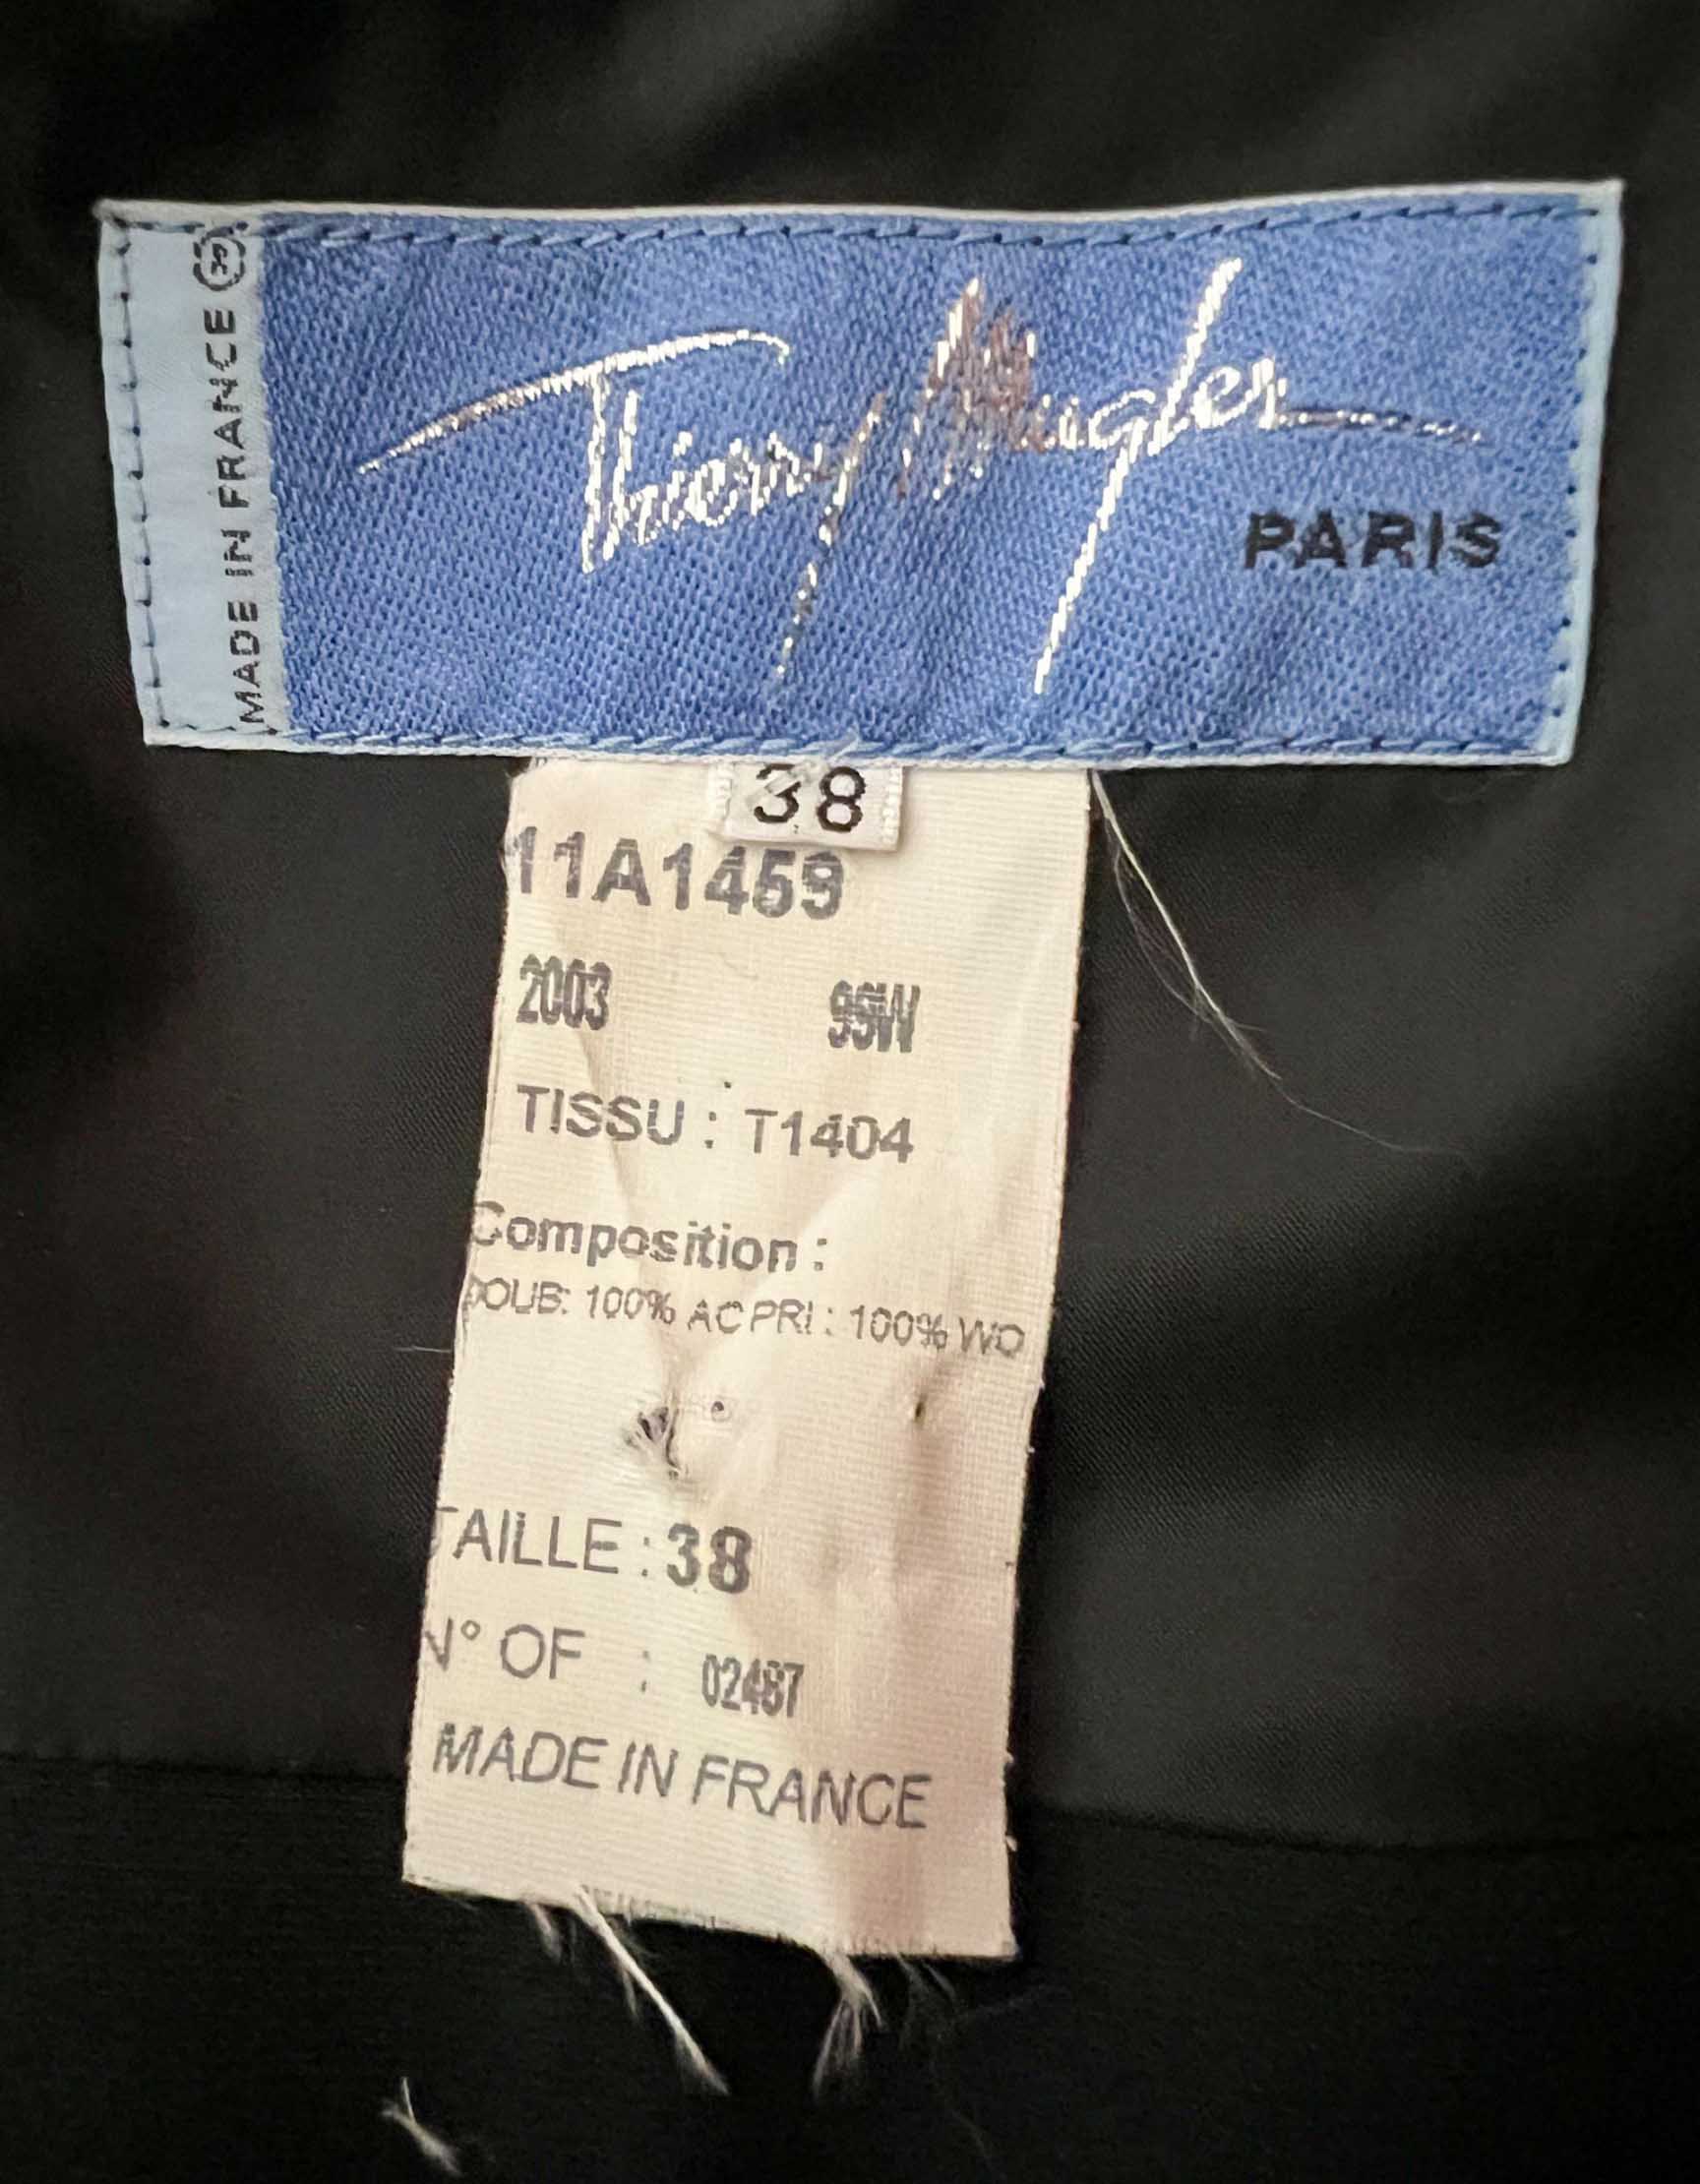 MADE IN FRANCE
Thierry Mugler
PARIS
38
11A1459
2003 99W
TISSU : T1404
Composition :
DOUB: 100% AC PRI : 100% WO
TAILLE : 38
N° OF : 02487
MADE IN FRANCE